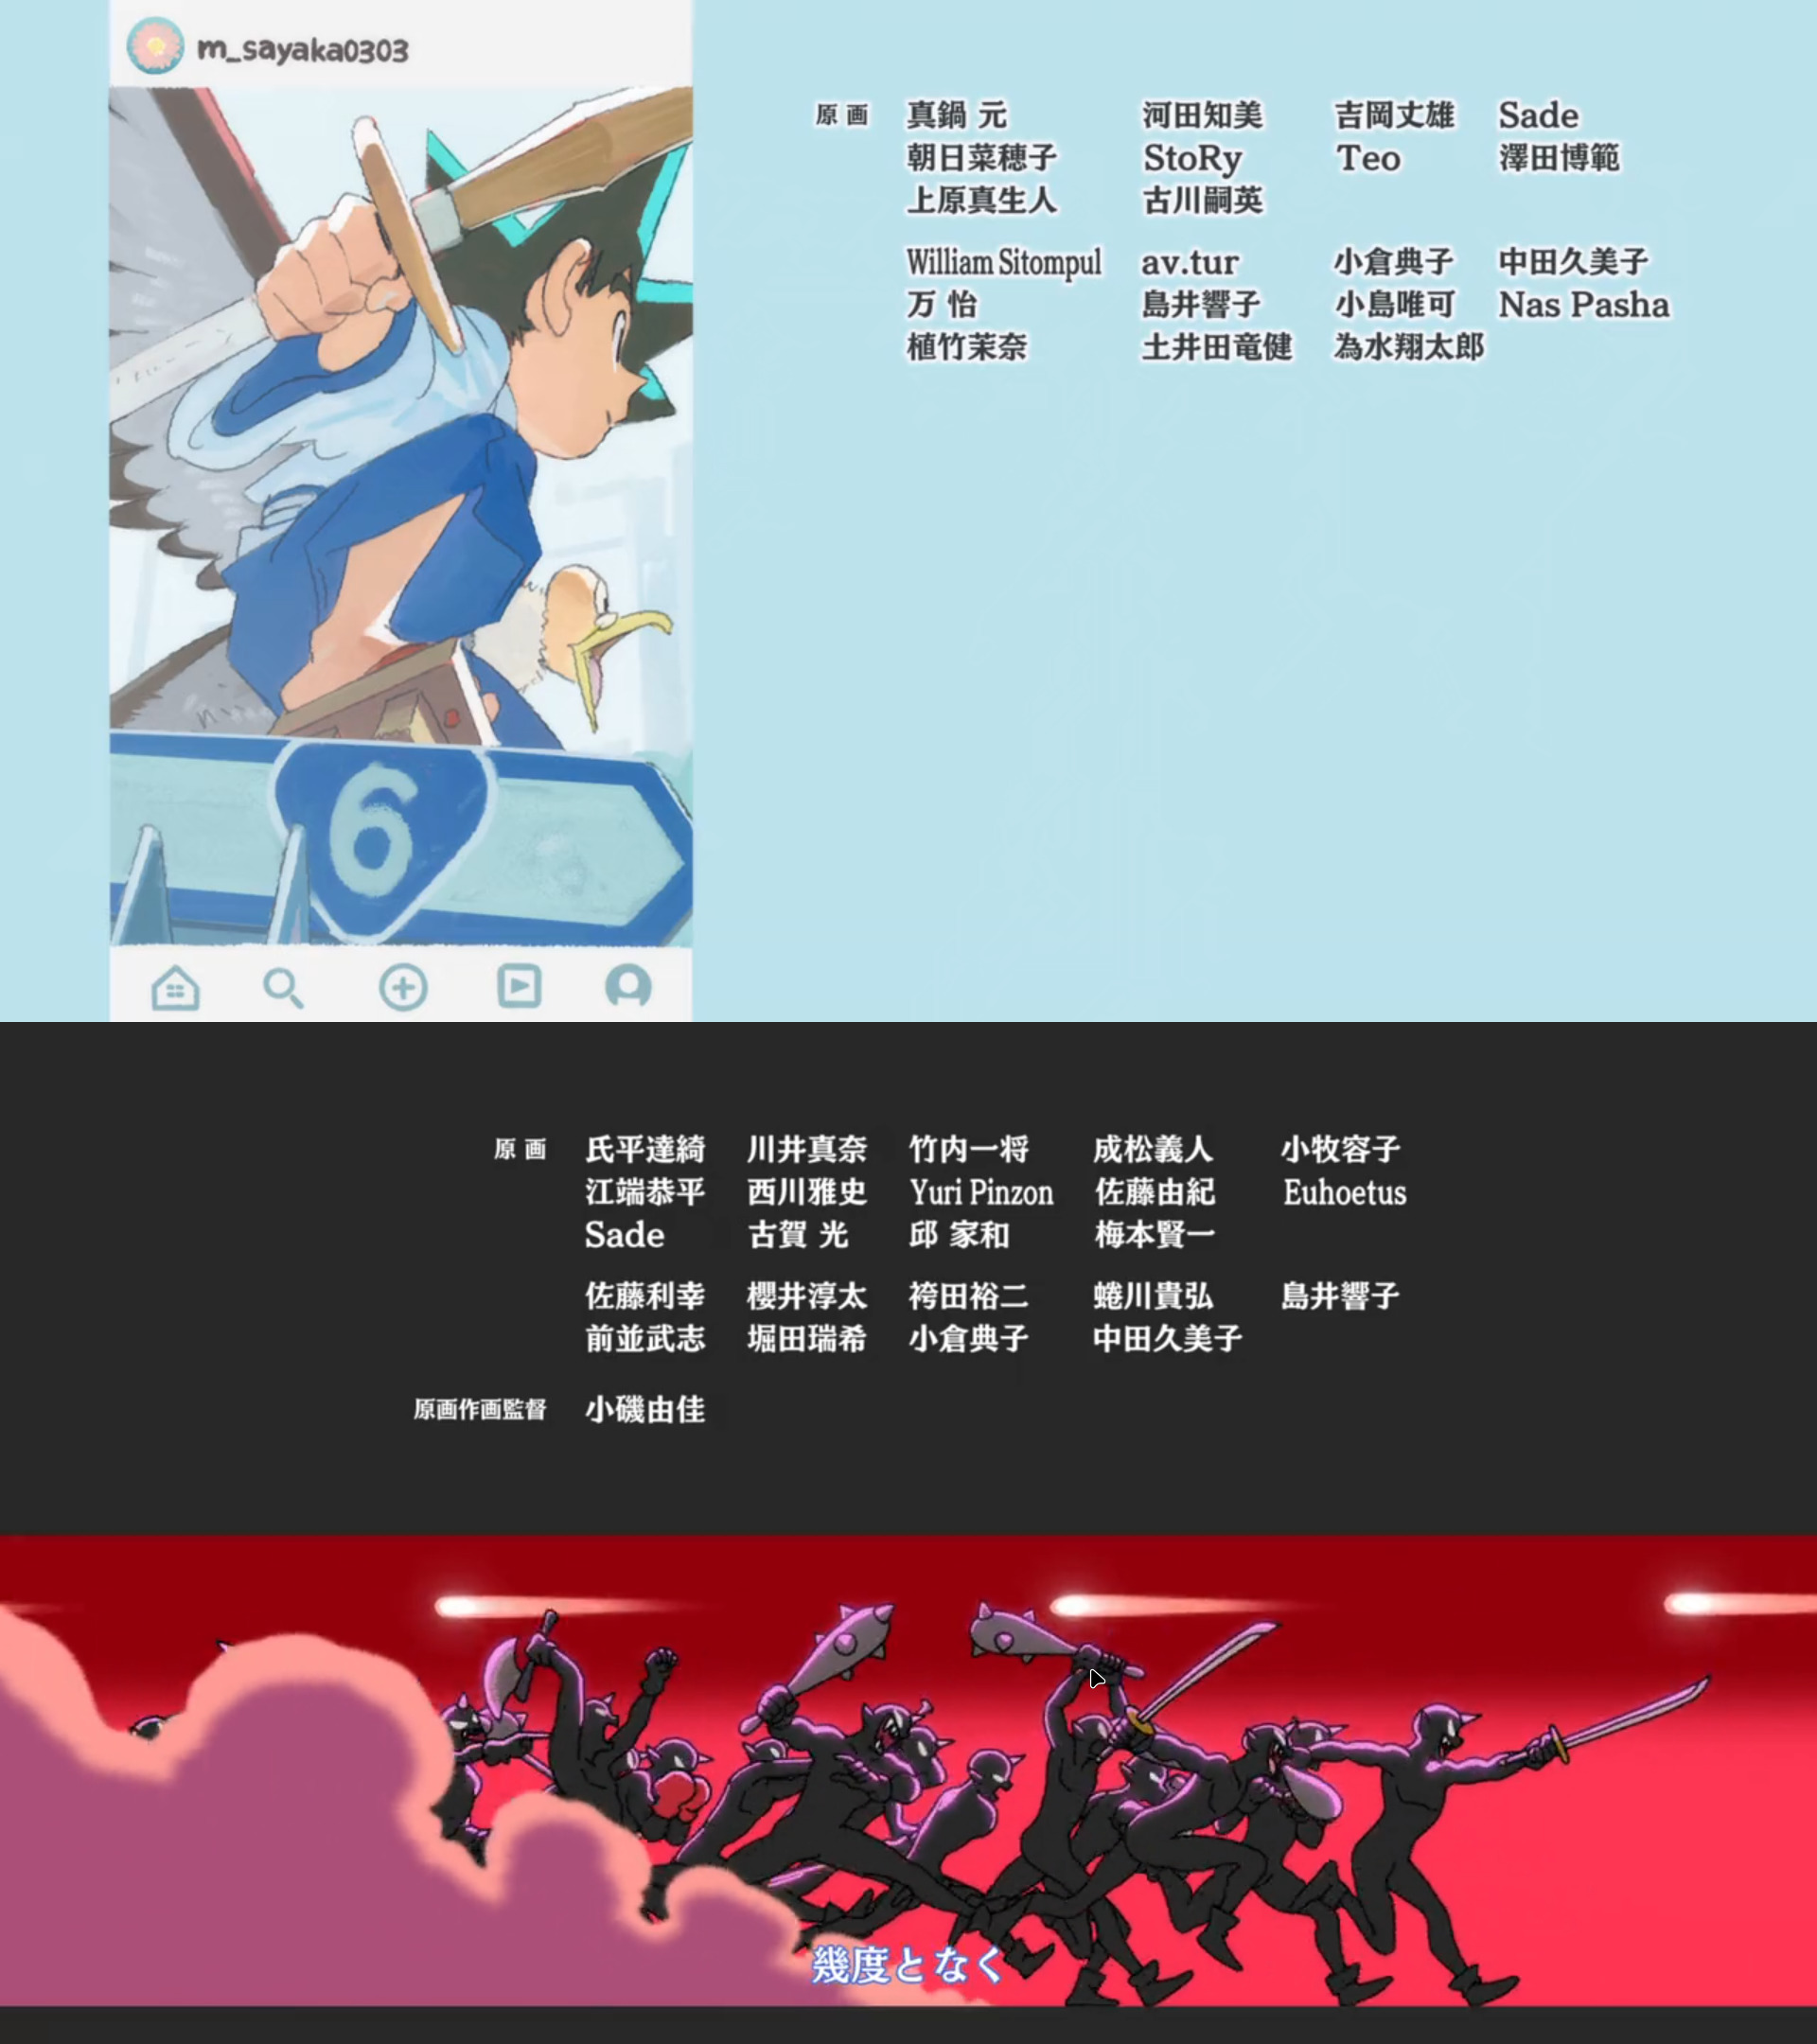 m_sayaka0303
原画 真鍋 元 河田知美 吉岡丈雄 Sade
朝日菜穂子 StoRy Teo 澤田博範
上原真生人 古川嗣英
William Sitompul av.tur 小倉典子 中田久美子
万 怡 島井響子 小島唯可 Nas Pasha
植竹茉奈 土井田竜健 為水翔太郎
6
原画 氏平達綺 川井真奈 竹内一将 成松義人 小牧容子
江端恭平 西川雅史 Yuri Pinzon 佐藤由紀 Euhoetus
Sade 古賀 光 邱 家和 梅本賢一
佐藤利幸 櫻井淳太 袴田裕二 蜷川貴弘 島井響子
前並武志 堀田瑞希 小倉典子 中田久美子
原画作画監督 小磯由佳
幾度となく